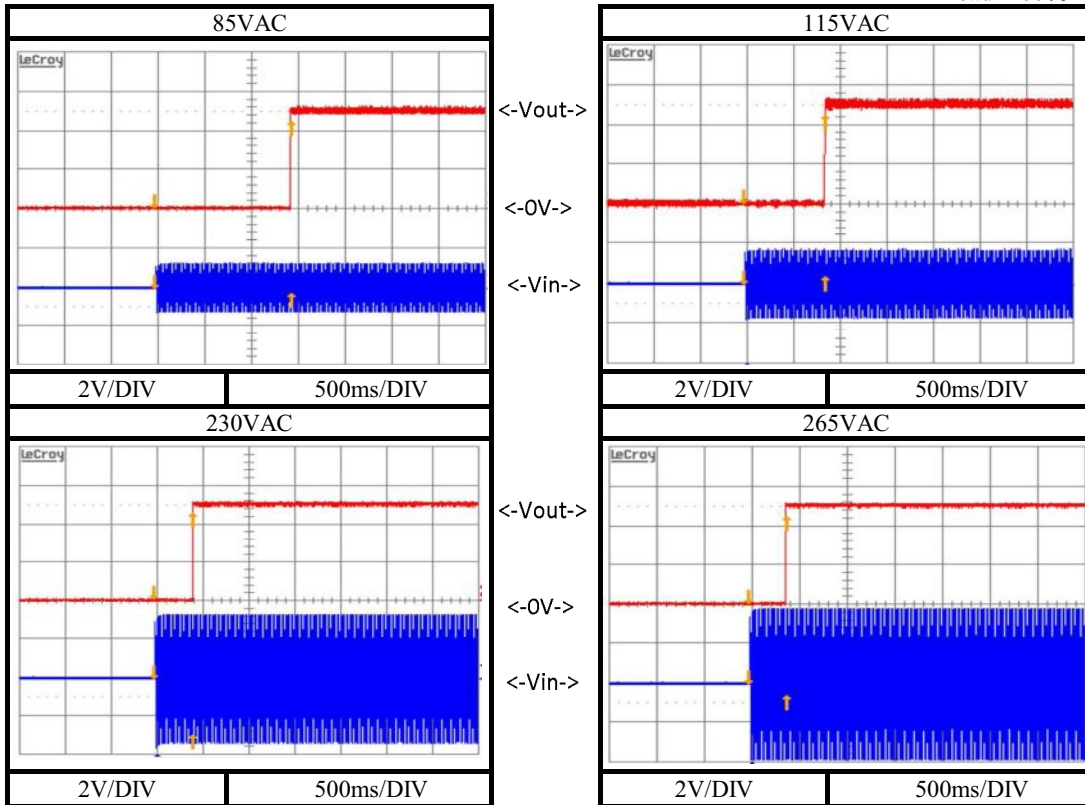 85VAC
115VAC
LeCroy
LeCroy
<-Vout->
<-0V->
<-Vin->
2V/DIV 500ms/DIV
2V/DIV 500ms/DIV
230VAC
265VAC
LeCroy
LeCroy
<-Vout->
<-0V->
<-Vin->
2V/DIV 500ms/DIV
2V/DIV 500ms/DIV